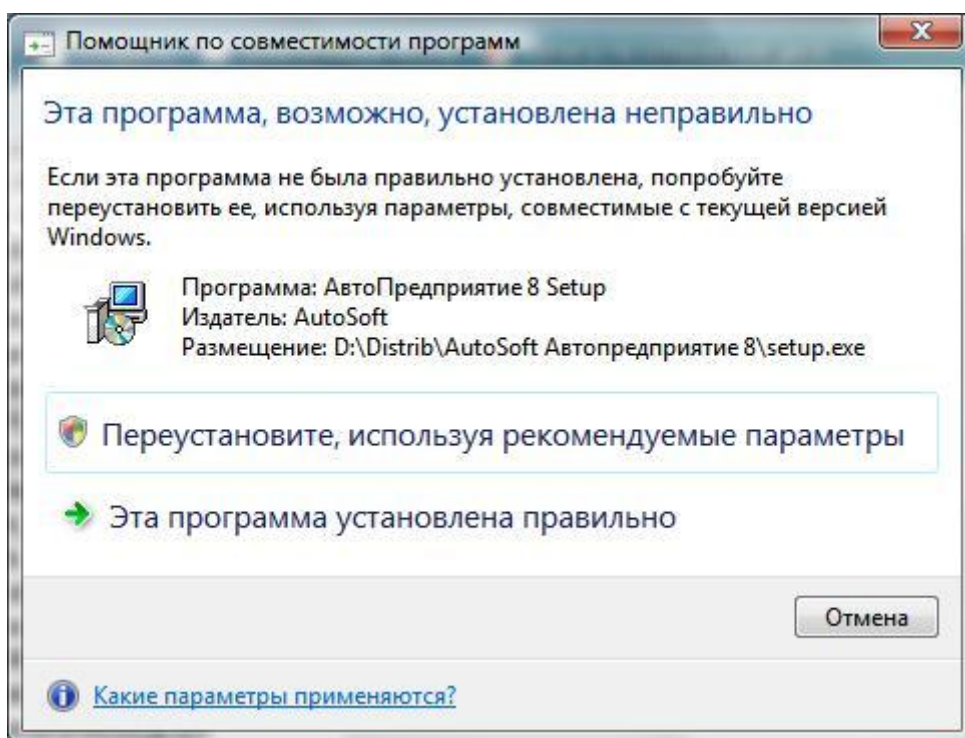 Помощник по совместимости программ
Эта программа, возможно, установлена неправильно
Если эта программа не была правильно установлена, попробуйте
переустановить ее, используя параметры, совместимые с текущей версией
Windows.
Программа: АвтоПредприятие 8 Setup
Издатель: AutoSoft
Размещение: D:\Distrib\AutoSoft Автопредприятие 8\setup.exe
Переустановите, используя рекомендуемые параметры
Эта программа установлена правильно
Отмена
Какие параметры применяются?